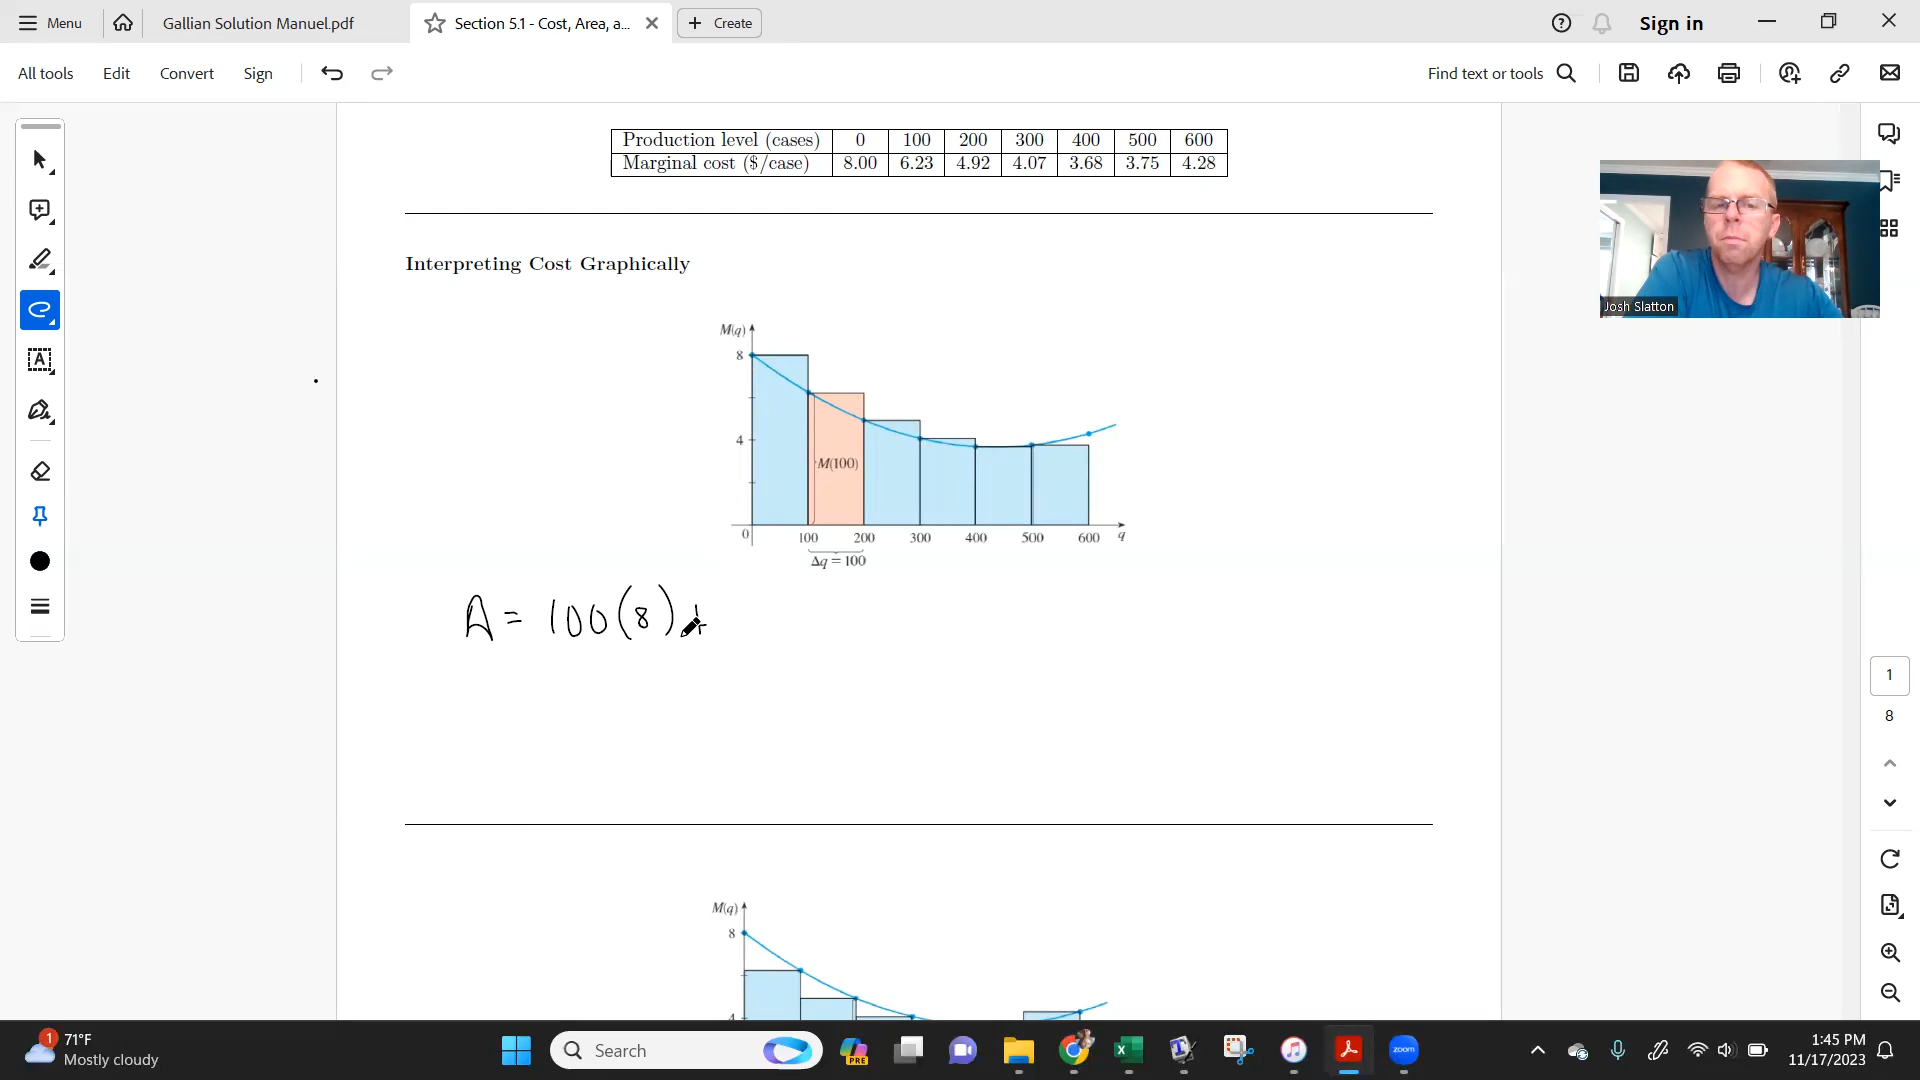 Menu Gallian Solution Manuel.pdf Section 5.1 - Cost, Area, a... Create Sign in
All tools Edit Convert Sign Find text or tools
Production level (cases) 0 100 200 300 400 500 600
Marginal cost ($/case) 8.00 6.23 4.92 4.07 3.68 3.75 4.28
Josh Slatton
Interpreting Cost Graphically
M(q)
8
4
M(100)
0 100 200 300 400 500 600 q
Δq = 100
A = 100(8) +
1
8
M(q)
8
4
1 71°F
Mostly cloudy
Search
PRE
zoom
1:45 PM
11/17/2023